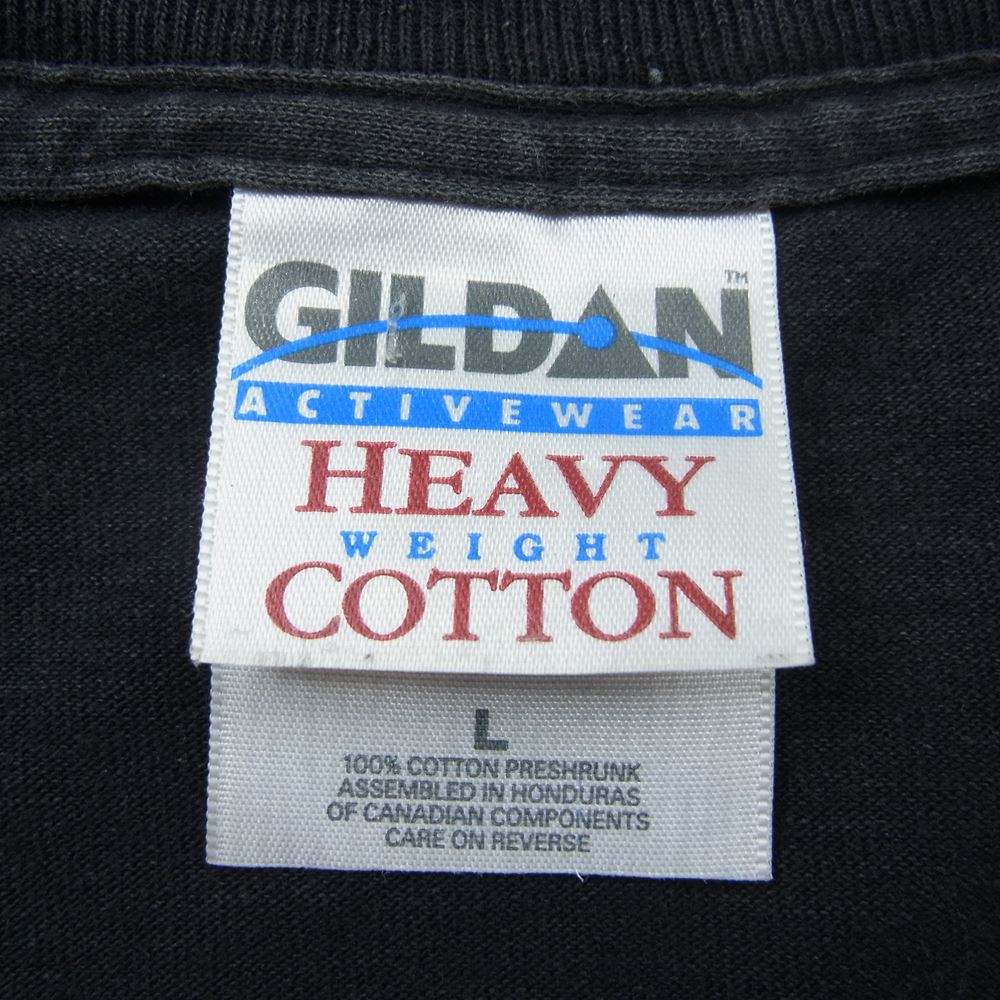 GILDAN™
ACTIVEWEAR
HEAVY
WEIGHT
COTTON
L
100% COTTON PRESHRUNK
ASSEMBLED IN HONDURAS
OF CANADIAN COMPONENTS
CARE ON REVERSE